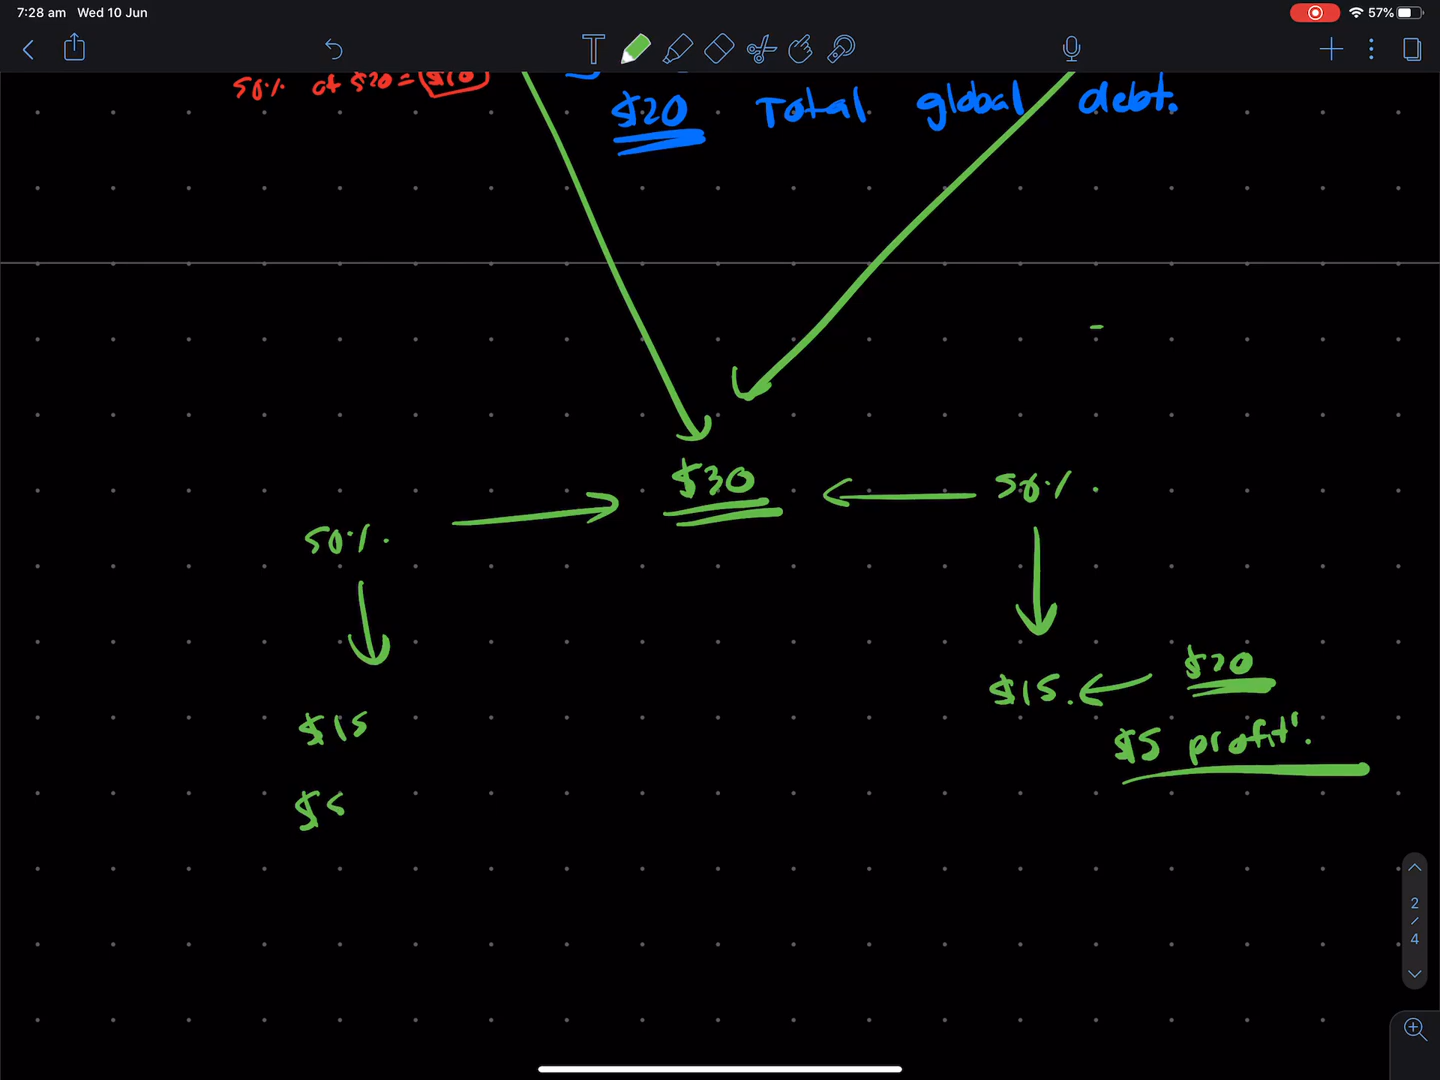 7:28 am Wed 10 Jun
57%
50% of $20 = $10
$20 Total global debt.
$30
50%.
50%.
$15
$15.
$20
$5 profit.
2
/
4